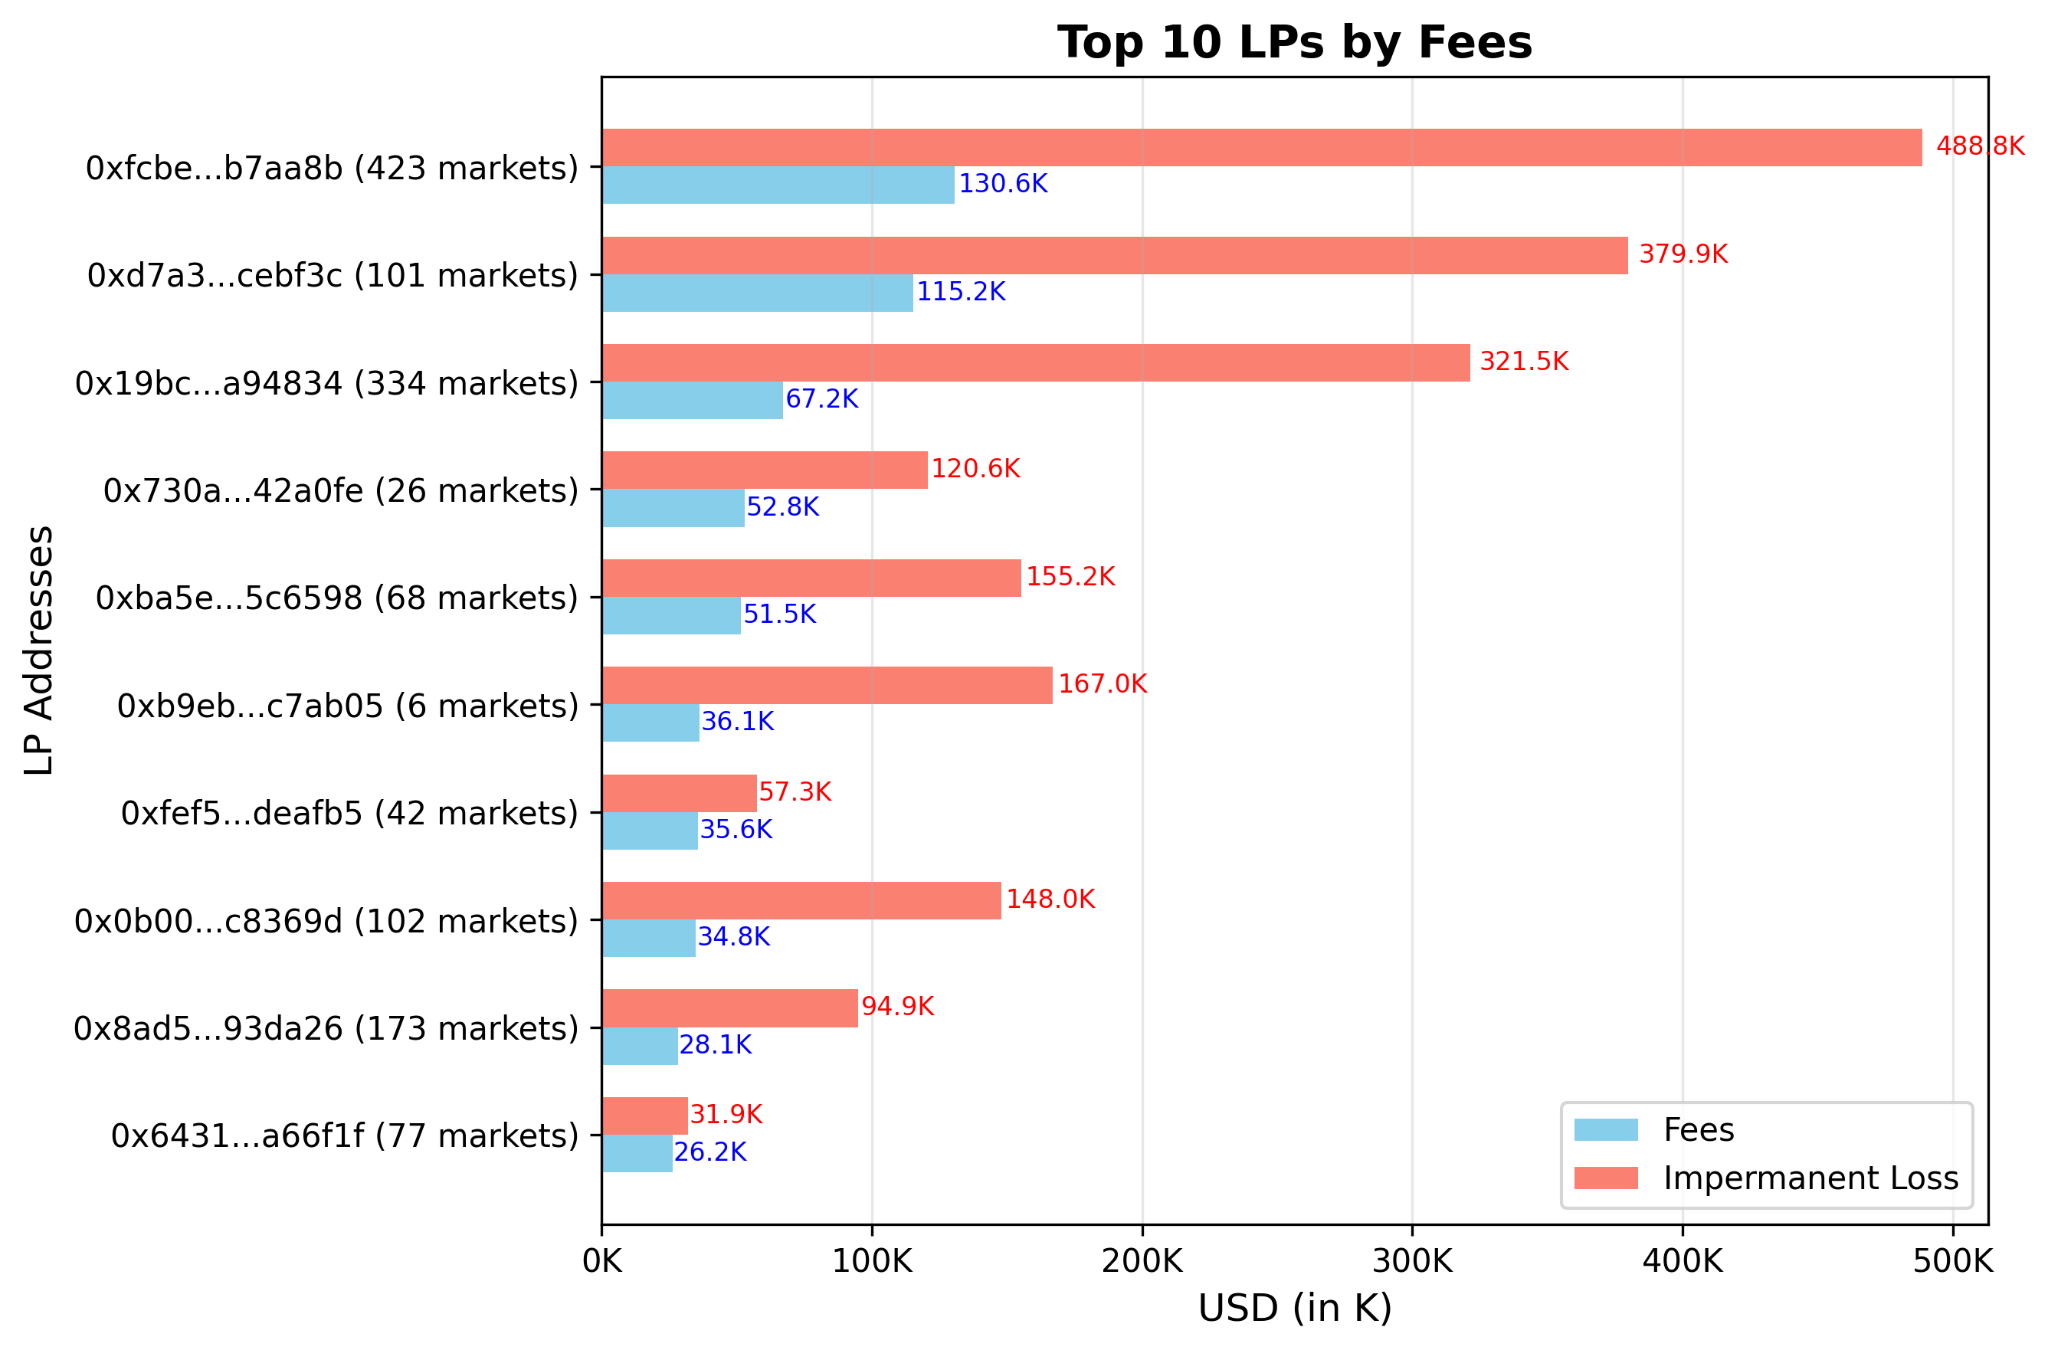 Top 10 LPs by Fees
LP Addresses
0xfcbe...b7aa8b (423 markets)
488.8K
130.6K
0xd7a3...cebf3c (101 markets)
379.9K
115.2K
0x19bc...a94834 (334 markets)
321.5K
67.2K
0x730a...42a0fe (26 markets)
120.6K
52.8K
0xba5e...5c6598 (68 markets)
155.2K
51.5K
0xb9eb...c7ab05 (6 markets)
167.0K
36.1K
0xfef5...deafb5 (42 markets)
57.3K
35.6K
0x0b00...c8369d (102 markets)
148.0K
34.8K
0x8ad5...93da26 (173 markets)
94.9K
28.1K
0x6431...a66f1f (77 markets)
31.9K
26.2K
Fees
Impermanent Loss
0K 100K 200K 300K 400K 500K
USD (in K)